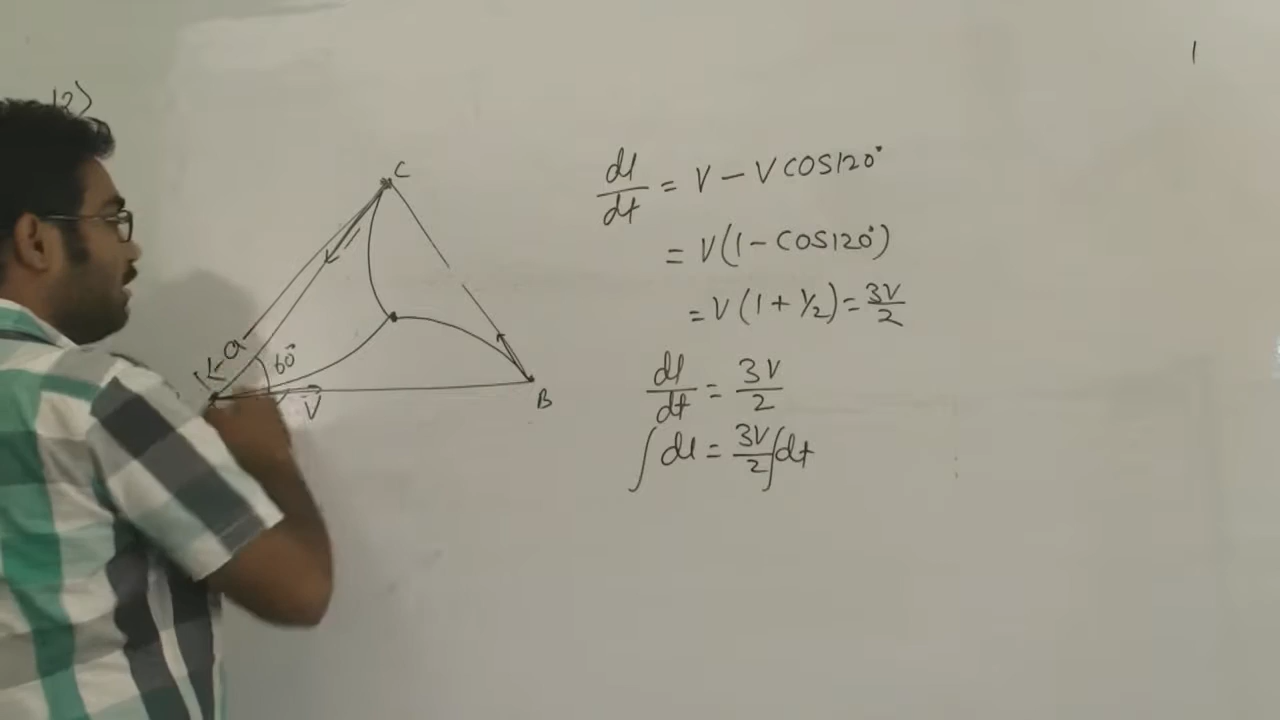 12)
C
a
60°
V
B
dl/dt = V - V COS120°
= V(1 - COS120°)
= V(1 + 1/2) = 3V/2
dl/dt = 3V/2
∫ dl = 3V/2 ∫ dt
1